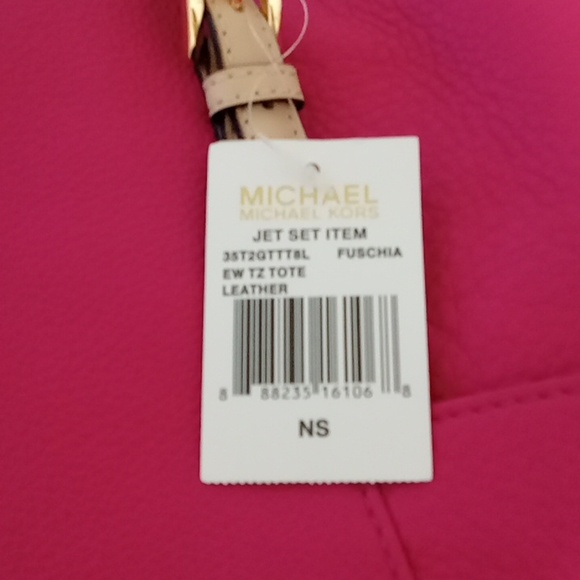 MICHAEL
MICHAEL KORS
JET SET ITEM
35T2GTTT8L FUSCHIA
EW TZ TOTE
LEATHER
8 88235 16106 8
NS